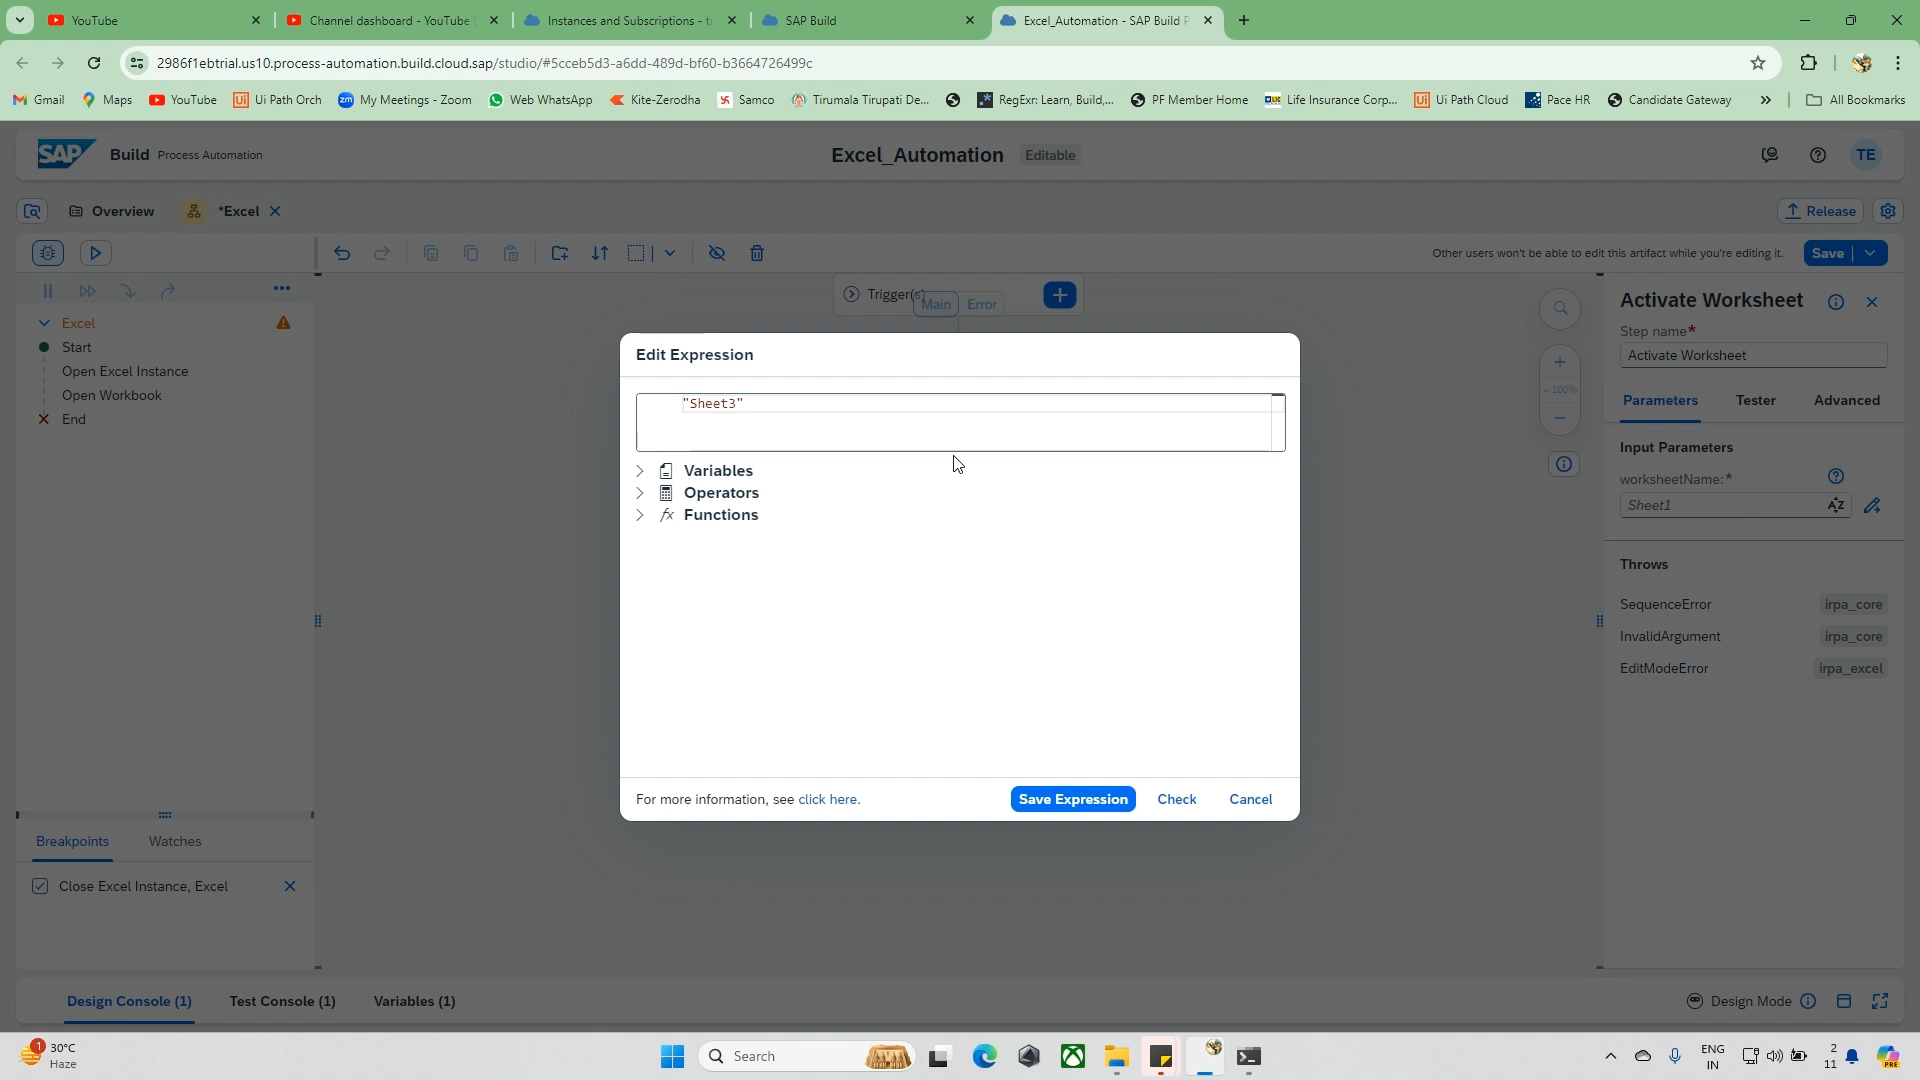 YouTube
Channel dashboard - YouTube S
Instances and Subscriptions - tr
SAP Build
Excel_Automation - SAP Build P
2986f1ebtrial.us10.process-automation.build.cloud.sap/studio/#5cceb5d3-a6dd-489d-bf60-b3664726499c
Gmail
Maps
YouTube
Ui Path Orch
My Meetings - Zoom
Web WhatsApp
Kite-Zerodha
Samco
Tirumala Tirupati De...
RegExr: Learn, Build,...
PF Member Home
Life Insurance Corp...
Ui Path Cloud
Pace HR
Candidate Gateway
All Bookmarks
SAP Build Process Automation
Excel_Automation Editable
TE
Overview
*Excel
Release
Other users won't be able to edit this artifact while you're editing it.
Save
Excel
Start
Open Excel Instance
Open Workbook
End
Trigger(s)
Main
Error
100%
Activate Worksheet
Step name*
Activate Worksheet
Parameters
Tester
Advanced
Input Parameters
worksheetName:*
Sheet1
Throws
SequenceError irpa_core
InvalidArgument irpa_core
EditModeError irpa_excel
Edit Expression
"Sheet3"
Variables
Operators
fx Functions
For more information, see click here.
Save Expression
Check
Cancel
Breakpoints
Watches
Close Excel Instance, Excel
Design Console (1)
Test Console (1)
Variables (1)
Design Mode
1
30°C
Haze
Search
ENG
IN
2
11
PRE